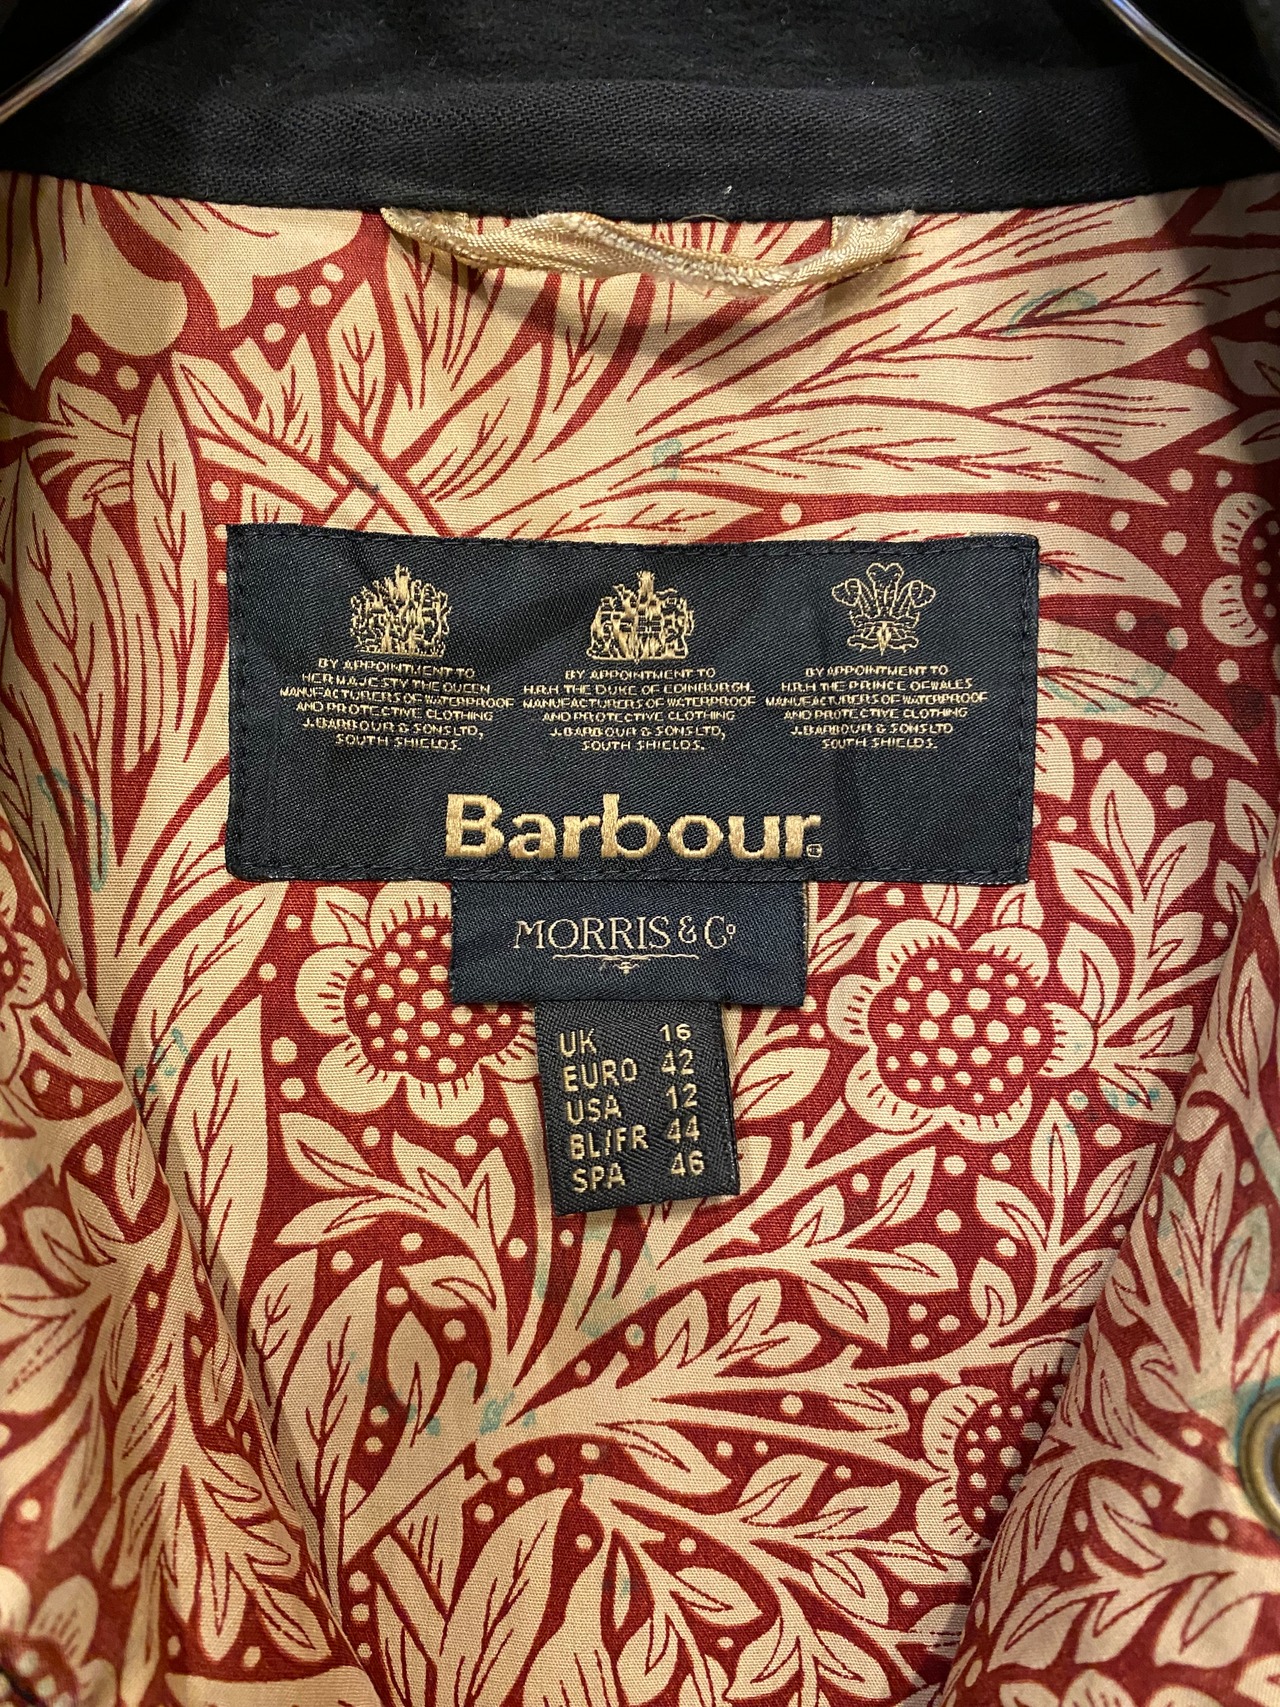 BY APPOINTMENT TO
HER MAJESTY THE QUEEN
MANUFACTURERS OF WATERPROOF
AND PROTECTIVE CLOTHING
J. BARBOUR & SONS LTD,
SOUTH SHIELDS.
BY APPOINTMENT TO
H.R.H THE DUKE OF EDINBURGH.
MANUFACTURERS OF WATERPROOF
AND PROTECTIVE CLOTHING
J. BARBOUR & SONS LTD,
SOUTH SHIELDS.
BY APPOINTMENT TO
H.R.H THE PRINCE OF WALES
MANUFACTURERS OF WATERPROOF
AND PROTECTIVE CLOTHING
J. BARBOUR & SONS LTD
SOUTH SHIELDS.
Barbour®
MORRIS & Co
UK 16
EURO 42
USA 12
BL/FR 44
SPA 46